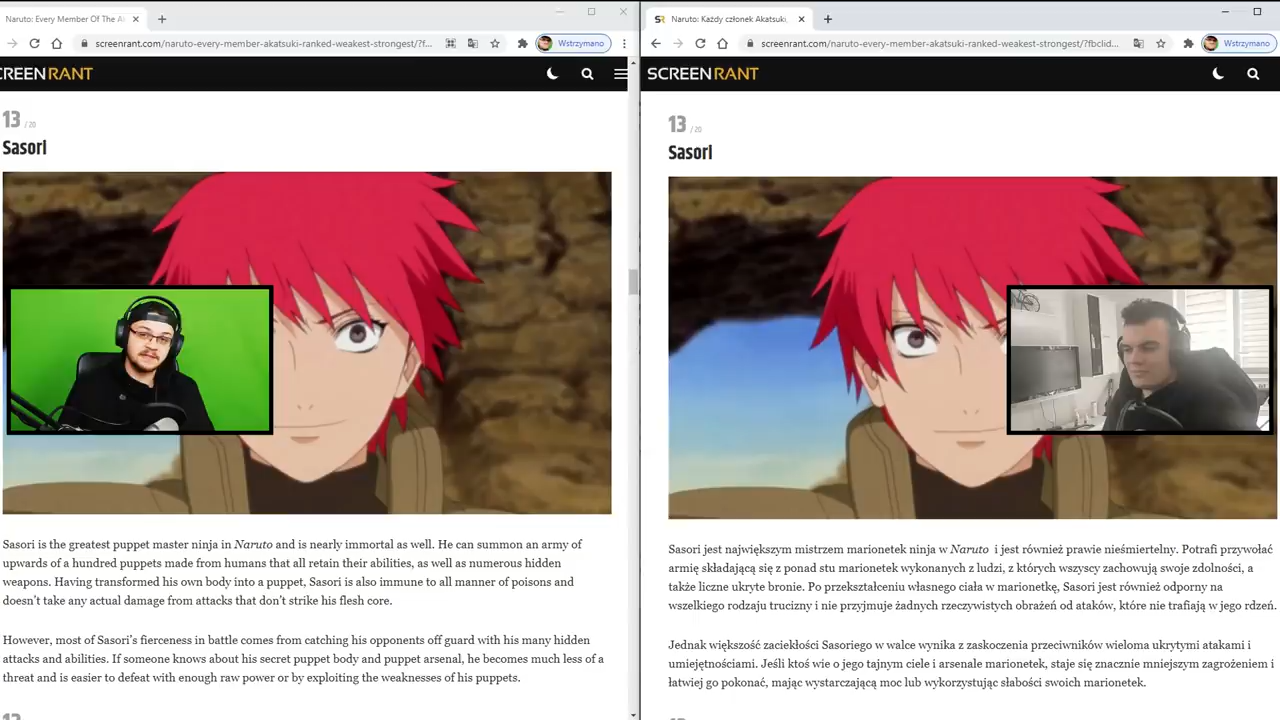 Naruto: Every Member Of The A
screenrant.com/naruto-every-member-akatsuki-ranked-weakest-strongest/?f...
Wstrzymano
CREENRANT
13 / 20
Sasori
Sasori is the greatest puppet master ninja in Naruto and is nearly immortal as well. He can summon an army of
upwards of a hundred puppets made from humans that all retain their abilities, as well as numerous hidden
weapons. Having transformed his own body into a puppet, Sasori is also immune to all manner of poisons and
doesn't take any actual damage from attacks that don't strike his flesh core.
However, most of Sasori's fierceness in battle comes from catching his opponents off guard with his many hidden
attacks and abilities. If someone knows about his secret puppet body and puppet arsenal, he becomes much less of a
threat and is easier to defeat with enough raw power or by exploiting the weaknesses of his puppets.
SR Naruto: Każdy członek Akatsuki,
screenrant.com/naruto-every-member-akatsuki-ranked-weakest-strongest/?fbclid...
Wstrzymano
SCREENRANT
13 / 20
Sasori
Sasori jest największym mistrzem marionetek ninja w Naruto i jest również prawie nieśmiertelny. Potrafi przywołać
armię składającą się z ponad stu marionetek wykonanych z ludzi, z których wszyscy zachowują swoje zdolności, a
także liczne ukryte bronie. Po przekształceniu własnego ciała w marionetkę, Sasori jest również odporny na
wszelkiego rodzaju trucizny i nie przyjmuje żadnych rzeczywistych obrażeń od ataków, które nie trafiają w jego rdzeń.
Jednak większość zaciekłości Sasoriego w walce wynika z zaskoczenia przeciwników wieloma ukrytymi atakami i
umiejętnościami. Jeśli ktoś wie o jego tajnym ciele i arsenale marionetek, staje się znacznie mniejszym zagrożeniem i
łatwiej go pokonać, mając wystarczającą moc lub wykorzystując słabości swoich marionetek.